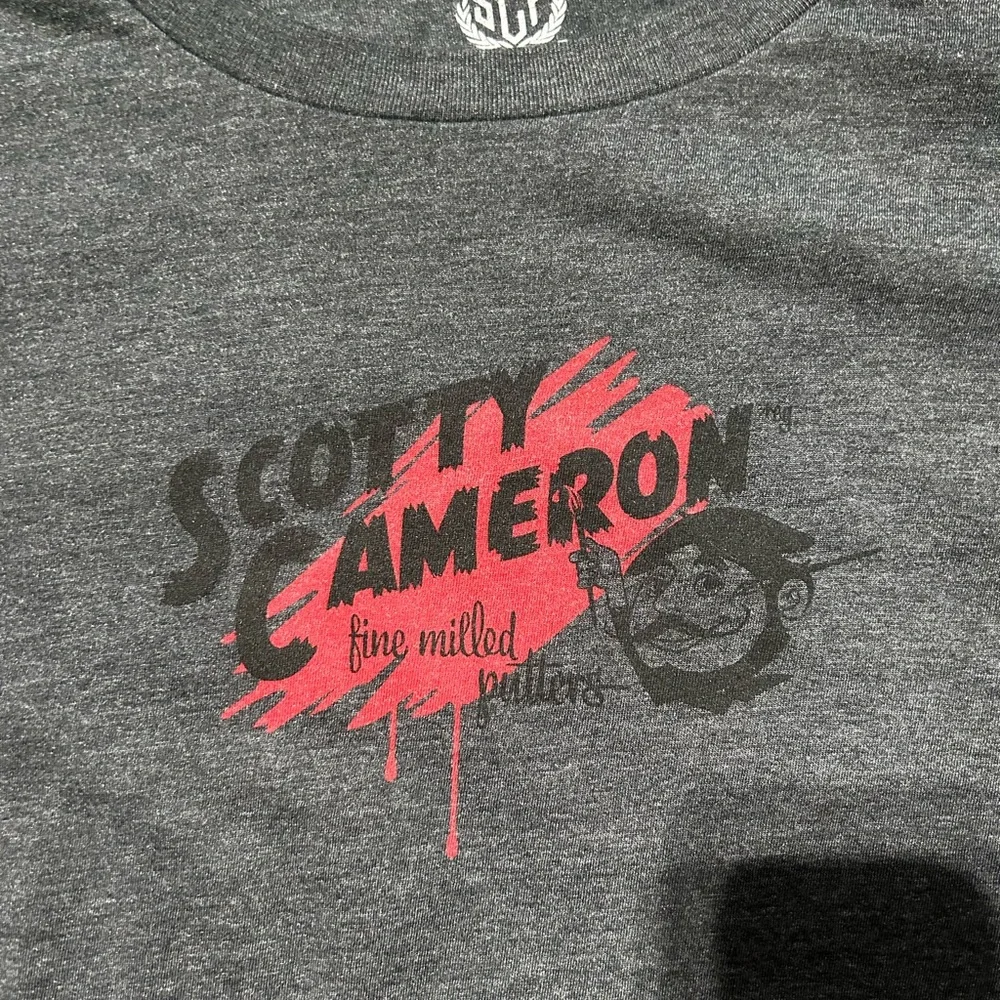 SCOTTY
CAMERON
fine milled
putters